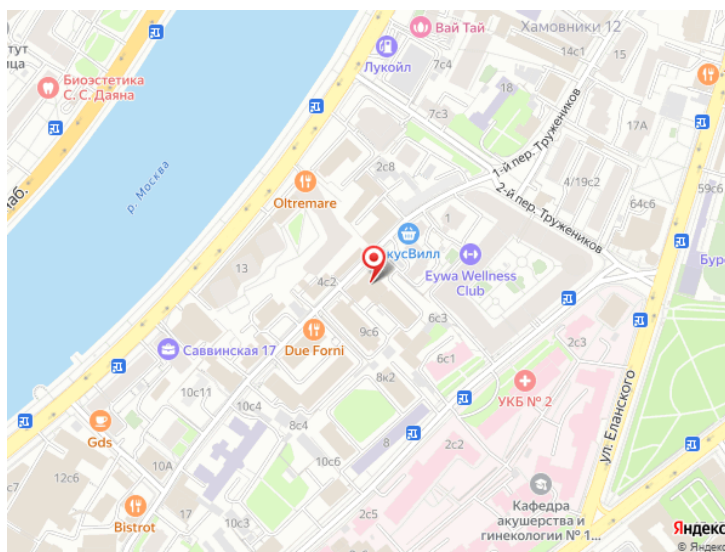 Вай Тай
Хамовники 12
14с1
15
Лукойл
7с4
Биоэстетика
С. С. Даяна
18
7с3
17А
1-й пер. Тружеников
2с8
4/19с2
59с6
наб.
р. Москва
Oltremare
2-й пер. Тружеников
64с6
1
кусВилл
Eywa Wellness
Club
13
4с2
6с3
9с6
Due Forni
Саввинская 17
6с1
8к2
УКБ № 2
10с11
ул. Еланского
10с4
8с4
Gds
8
2с2
10А
10с6
12с6
Кафедра
акушерства и
гинекологии № 1...
17
Bistrot
2с5
10с1
Яндекс
© Яндекс